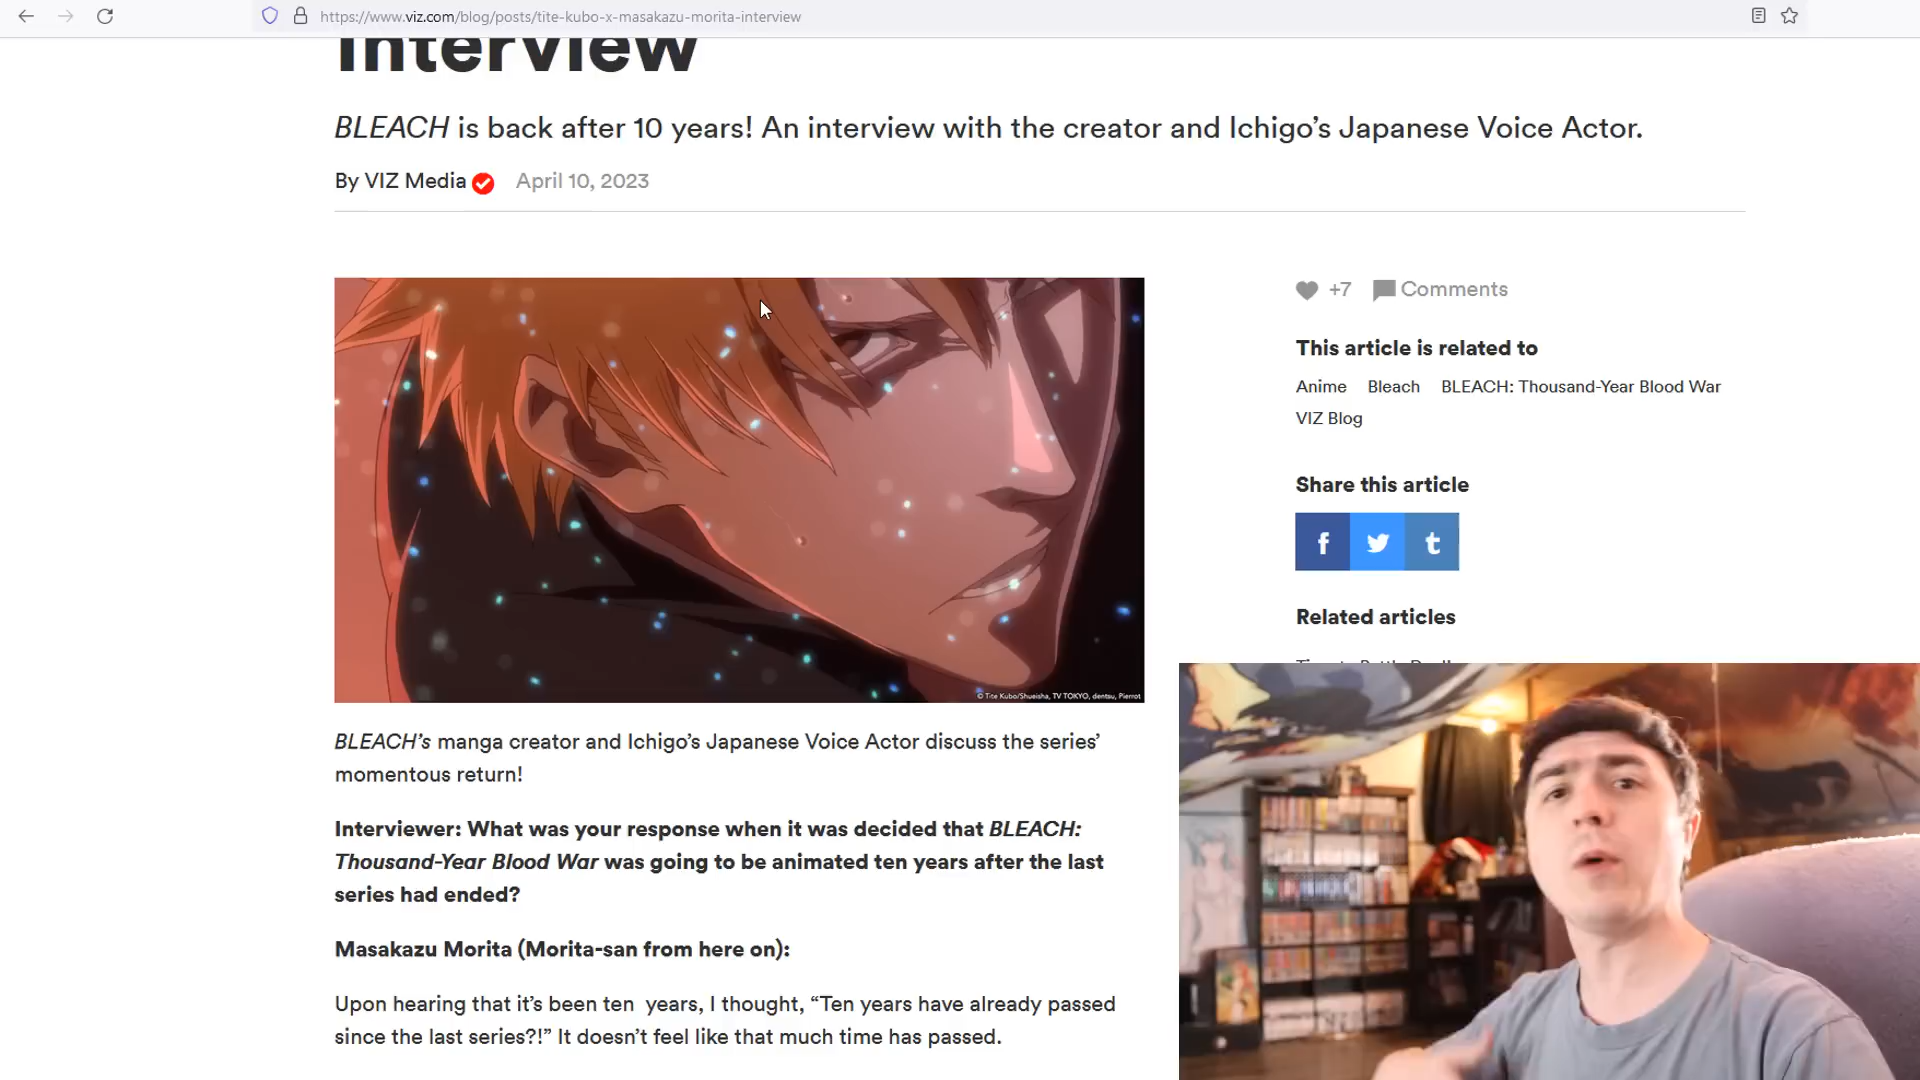 https://www.viz.com/blog/posts/tite-kubo-x-masakazu-morita-interview
Interview
BLEACH is back after 10 years! An interview with the creator and Ichigo’s Japanese Voice Actor.
By VIZ Media April 10, 2023
+7 Comments
This article is related to
Anime Bleach BLEACH: Thousand-Year Blood War
VIZ Blog
Share this article
f t
Related articles
© Tite Kubo/Shueisha, TV TOKYO, dentsu, Pierrot
BLEACH’s manga creator and Ichigo’s Japanese Voice Actor discuss the series’
momentous return!
Interviewer: What was your response when it was decided that BLEACH:
Thousand-Year Blood War was going to be animated ten years after the last
series had ended?
Masakazu Morita (Morita-san from here on):
Upon hearing that it’s been ten years, I thought, “Ten years have already passed
since the last series?!” It doesn’t feel like that much time has passed.